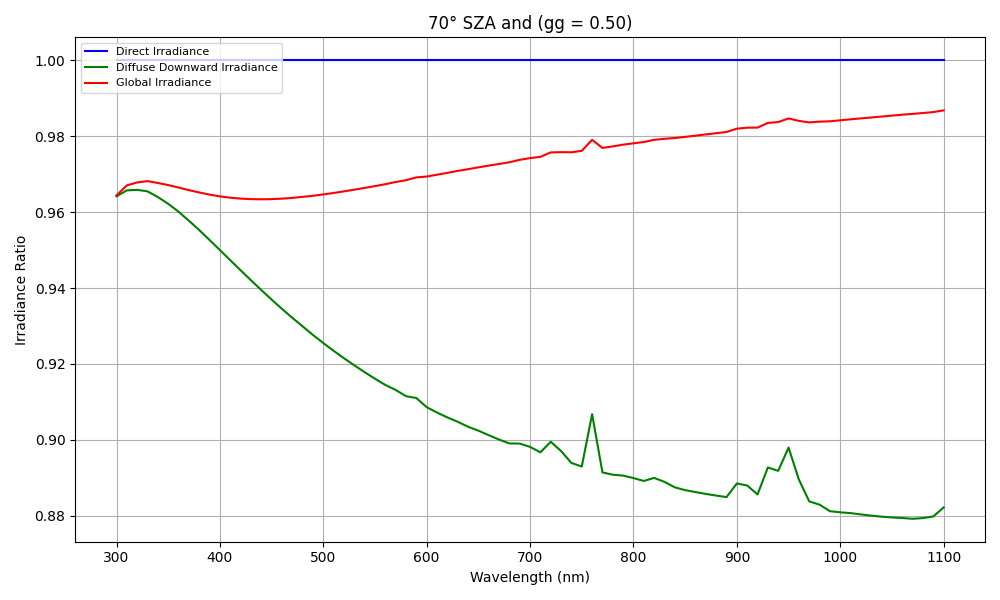 70° SZA and (gg = 0.50)
Direct Irradiance
Diffuse Downward Irradiance
Global Irradiance
Irradiance Ratio
1.00
0.98
0.96
0.94
0.92
0.90
0.88
300 400 500 600 700 800 900 1000 1100
Wavelength (nm)